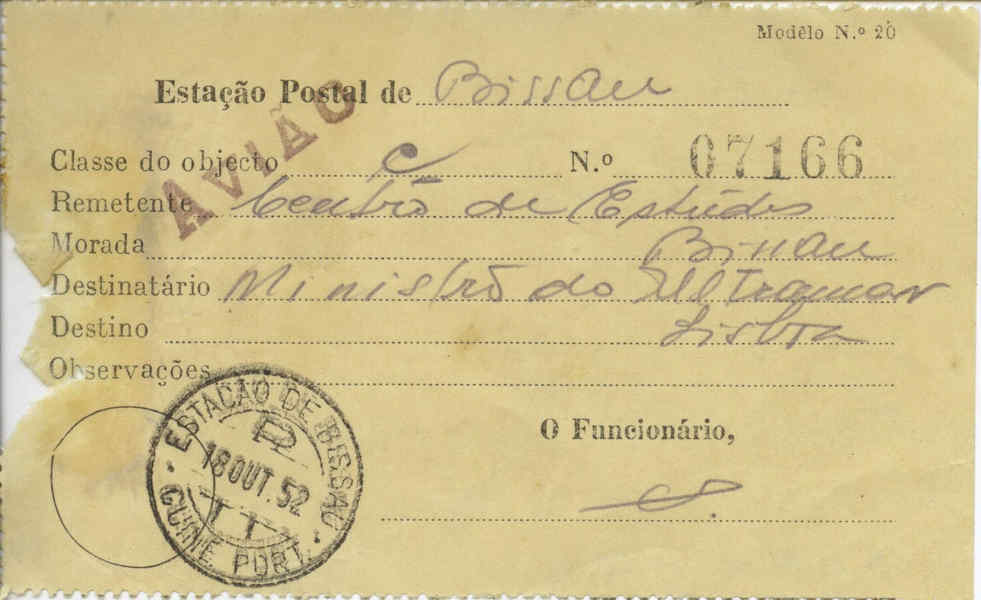 Modêlo N.º 20
Estação Postal de Bissau
AVIÃO
Classe do objecto C N.º 07166
Remetente Centro de Estudos
Morada Bissau
Destinatário Ministro do Ultramar
Destino Lisboa
Observações
ESTAÇÃO DE BISSAU
18 OUT. 52
GUINÉ PORT.
O Funcionário,